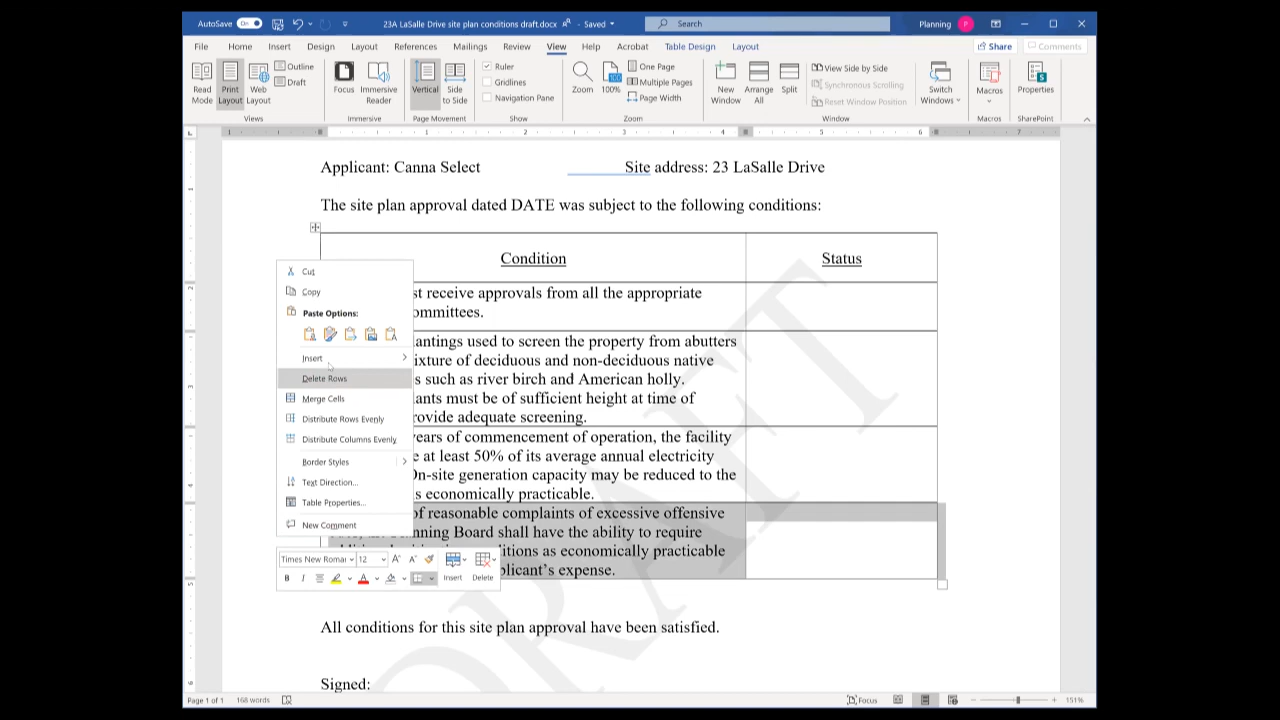 AutoSave On 23A LaSalle Drive site plan conditions draft.docx - Saved Search Planning P
File Home Insert Design Layout References Mailings Review View Help Acrobat Table Design Layout Share Comments
Read Mode Print Layout Web Layout Outline Draft Focus Immersive Reader Vertical Side to Side Ruler Gridlines Navigation Pane Zoom 100% One Page Multiple Pages Page Width New Window Arrange All Split View Side by Side Synchronous Scrolling Reset Window Position Switch Windows Macros Properties
Views Immersive Page Movement Show Zoom Window Macros SharePoint
Applicant: Canna Select Site address: 23 LaSalle Drive
The site plan approval dated DATE was subject to the following conditions:
Condition Status
st receive approvals from all the appropriate
ommittees.
antings used to screen the property from abutters
ixture of deciduous and non-deciduous native
s such as river birch and American holly.
ants must be of sufficient height at time of
rovide adequate screening.
ears of commencement of operation, the facility
e at least 50% of its average annual electricity
On-site generation capacity may be reduced to the
s economically practicable.
of reasonable complaints of excessive offensive
nning Board shall have the ability to require
itions as economically practicable
plicant's expense.
Cut
Copy
Paste Options:
Insert
Delete Rows
Merge Cells
Distribute Rows Evenly
Distribute Columns Evenly
Border Styles
Text Direction...
Table Properties...
New Comment
Times New Roman 12
B I Insert Delete
All conditions for this site plan approval have been satisfied.
Signed:
DRAFT
Page 1 of 1 168 words Focus 151%